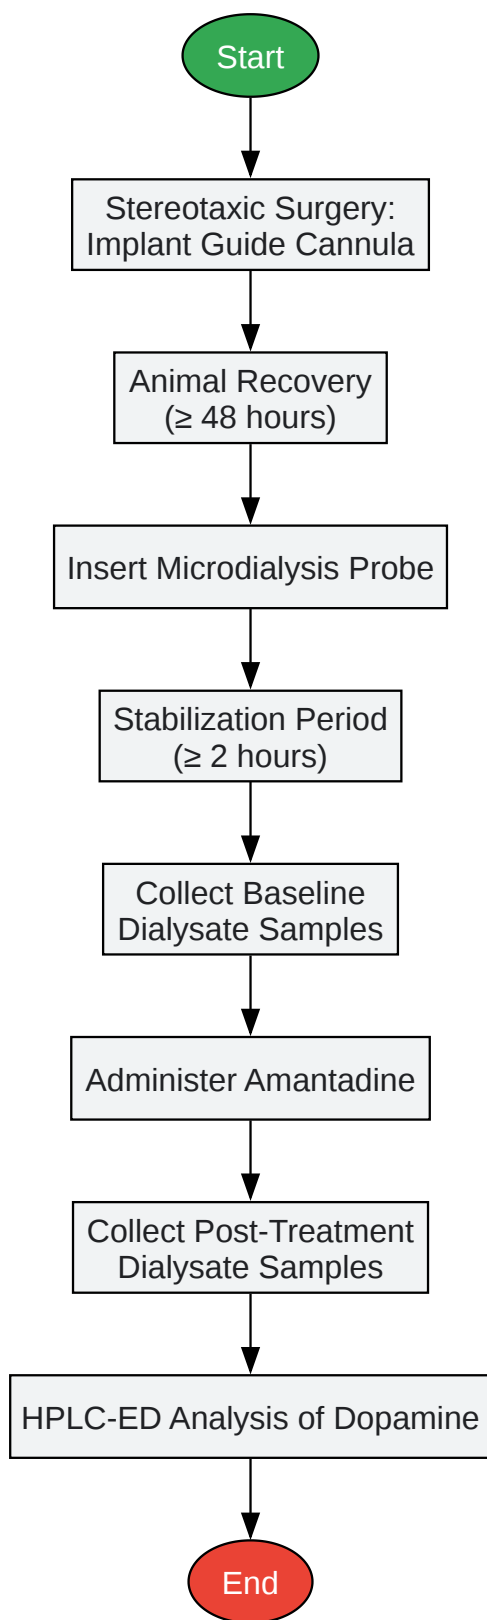 Start
Stereotaxic Surgery:
Implant Guide Cannula
Animal Recovery
(≥ 48 hours)
Insert Microdialysis Probe
Stabilization Period
(≥ 2 hours)
Collect Baseline
Dialysate Samples
Administer Amantadine
Collect Post-Treatment
Dialysate Samples
HPLC-ED Analysis of Dopamine
End